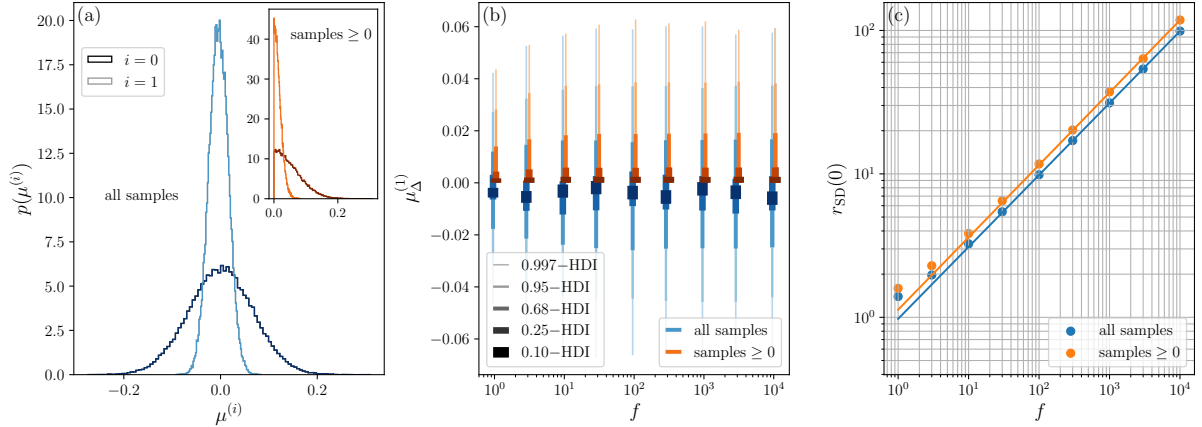 (a)
i = 0
i = 1
all samples
samples ≥ 0
40
30
20
10
0
0.0
0.2
20.0
17.5
15.0
12.5
10.0
7.5
5.0
2.5
0.0
p(μ^(i))
−0.2
0.0
0.2
μ^(i)
(b)
0.06
0.04
0.02
0.00
−0.02
−0.04
−0.06
μ_Δ^(1)
0.997−HDI
0.95−HDI
0.68−HDI
0.25−HDI
0.10−HDI
all samples
samples ≥ 0
10^0
10^1
10^2
10^3
10^4
f
(c)
10^2
10^1
10^0
r_SD(0)
all samples
samples ≥ 0
10^0
10^1
10^2
10^3
10^4
f